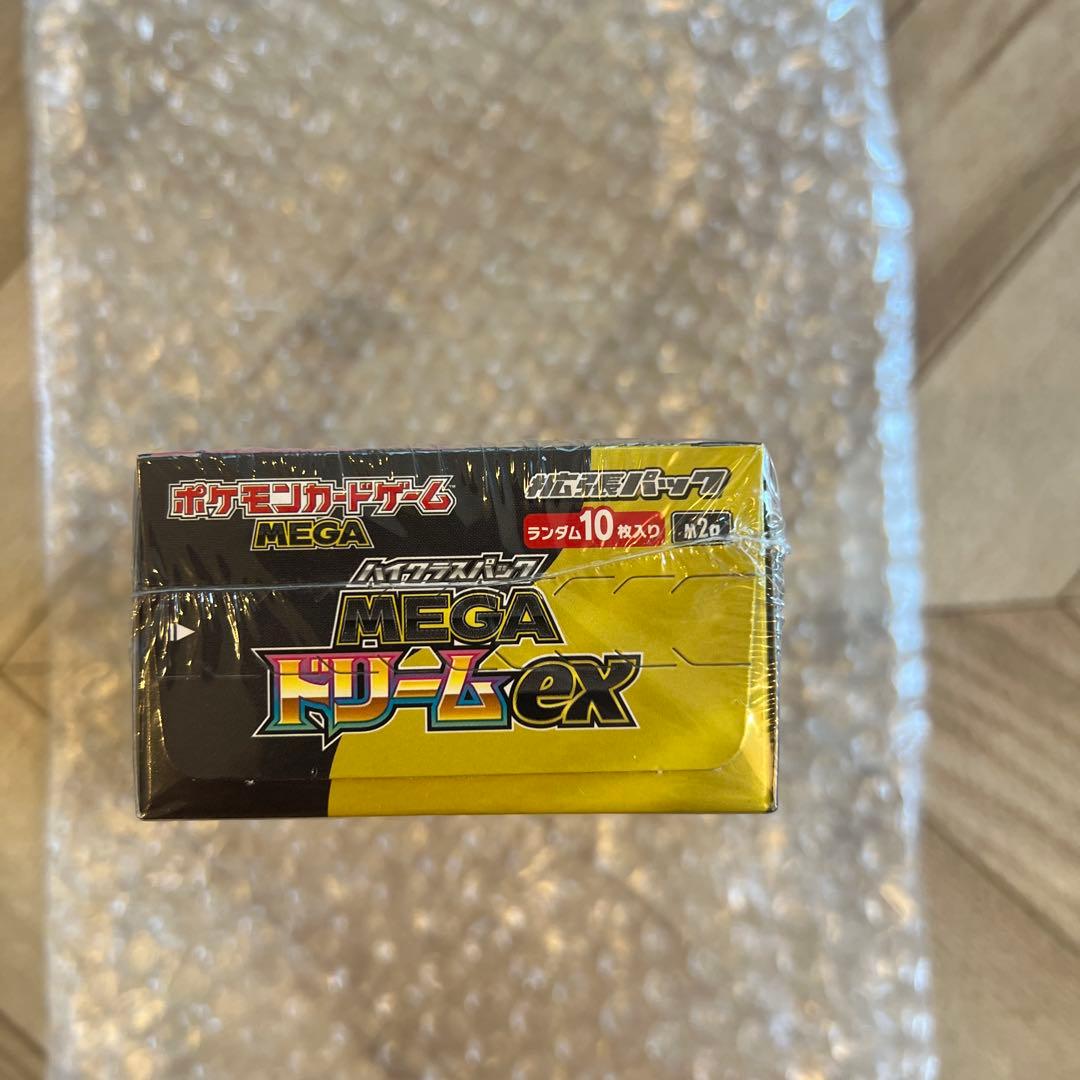 ポケモンカードゲーム
MEGA
拡張パック
ランダム10枚入り
M2a
ハイクラスパック
MEGA
ドリームex